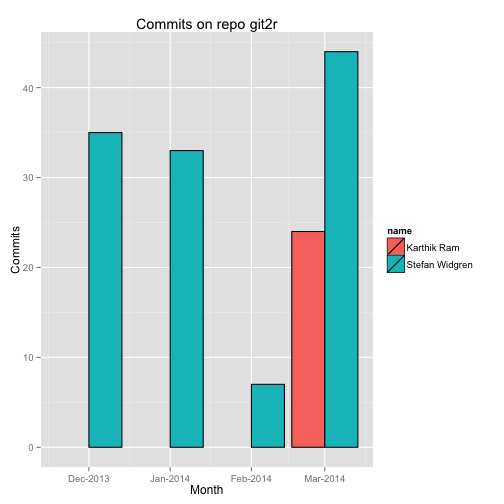 Commits on repo git2r
Commits
40
30
20
10
0
Dec-2013 Jan-2014 Feb-2014 Mar-2014
Month
name
Karthik Ram
Stefan Widgren